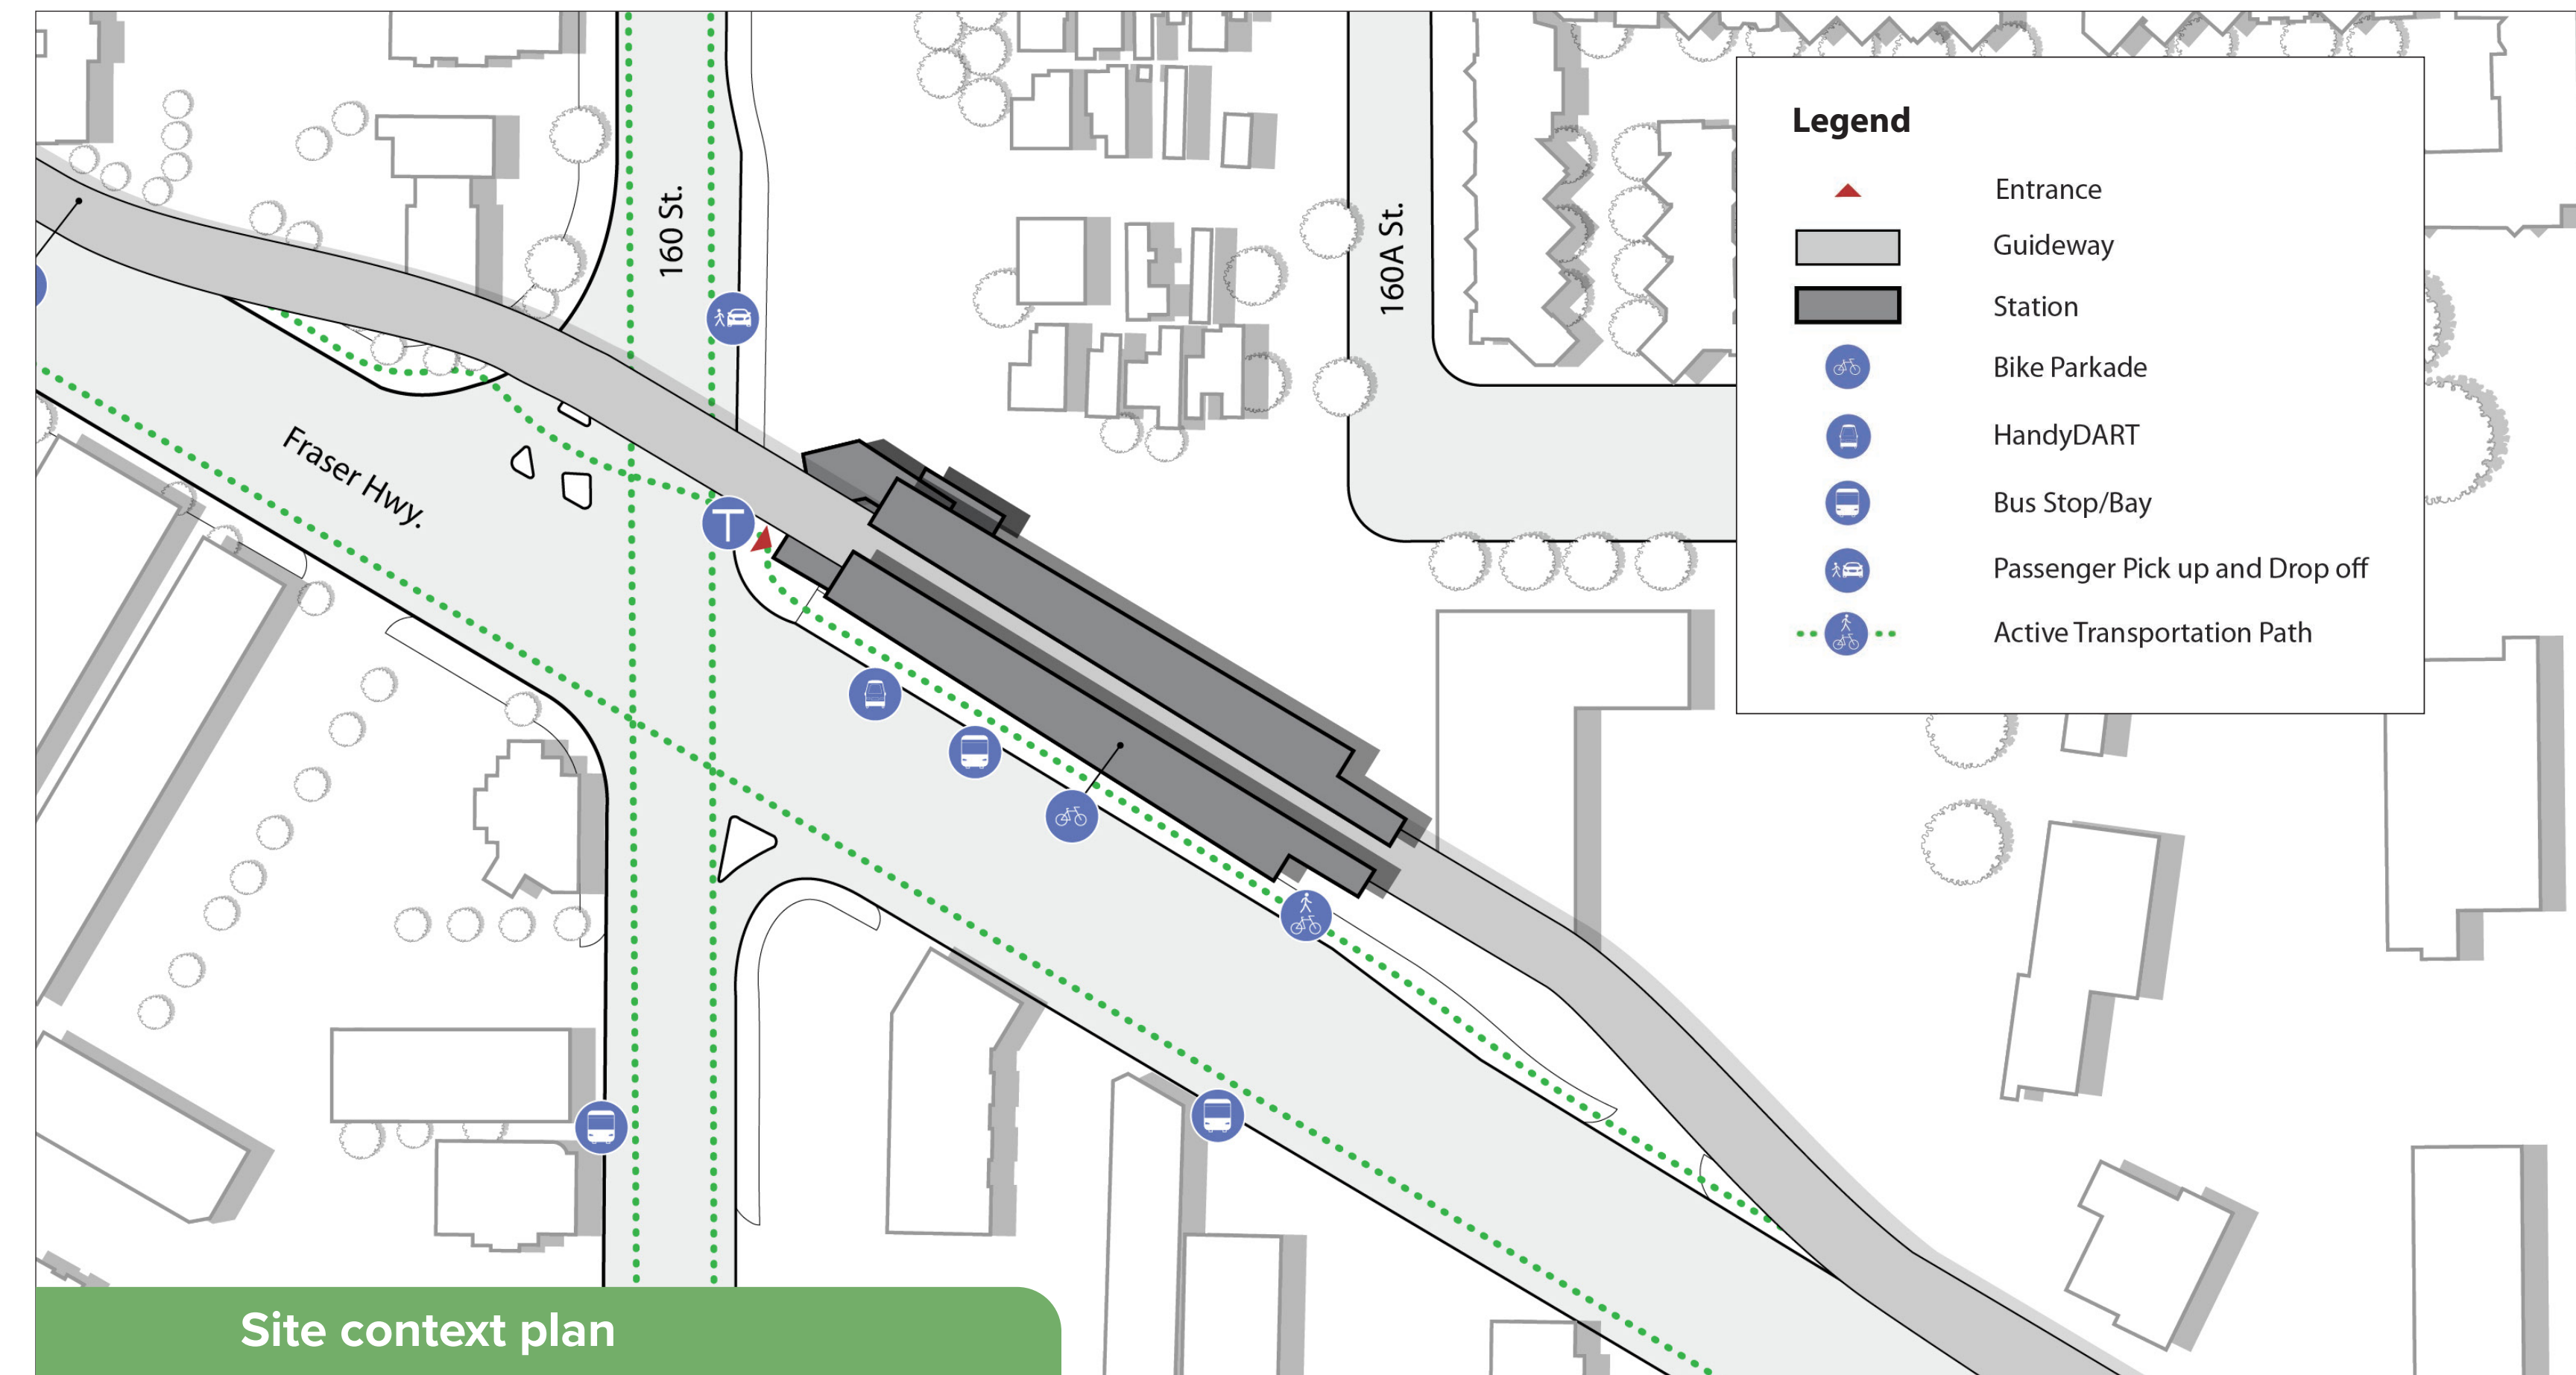 160 St.
160A St.
Fraser Hwy.
T
Legend
Entrance
Guideway
Station
Bike Parkade
HandyDART
Bus Stop/Bay
Passenger Pick up and Drop off
Active Transportation Path
Site context plan